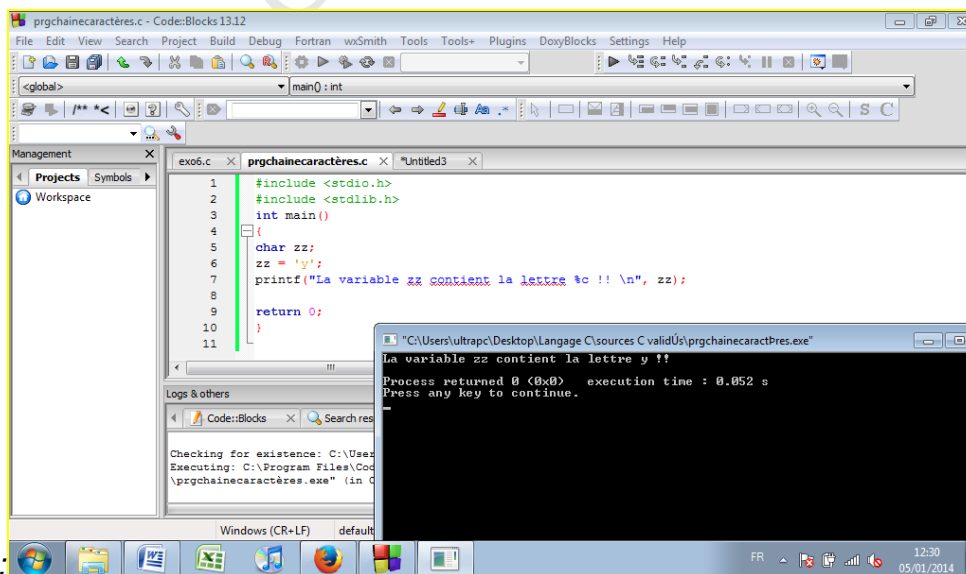 prgchainecaractères.c - Code::Blocks 13.12
File Edit View Search Project Build Debug Fortran wxSmith Tools Tools+ Plugins DoxyBlocks Settings Help
<global> main() : int
/** *< S C
Management
exo6.c prgchainecaractères.c *Untitled3
Projects Symbols
Workspace
1 #include <stdio.h>
2 #include <stdlib.h>
3 int main()
4 {
5 char zz;
6 zz = 'y';
7 printf("La variable zz contient la lettre %c !! \n", zz);
8
9 return 0;
10 }
11
"C:\Users\ultrapc\Desktop\Langage C\sources C validÚs\prgchainecaractÞres.exe"
La variable zz contient la lettre y !!
Process returned 0 (0x0) execution time : 0.052 s
Press any key to continue.
Logs & others
Code::Blocks Search res
Checking for existence: C:\User
Executing: C:\Program Files\Cod
\prgchainecaractères.exe" (in C
Windows (CR+LF) default
FR 12:30
05/01/2014